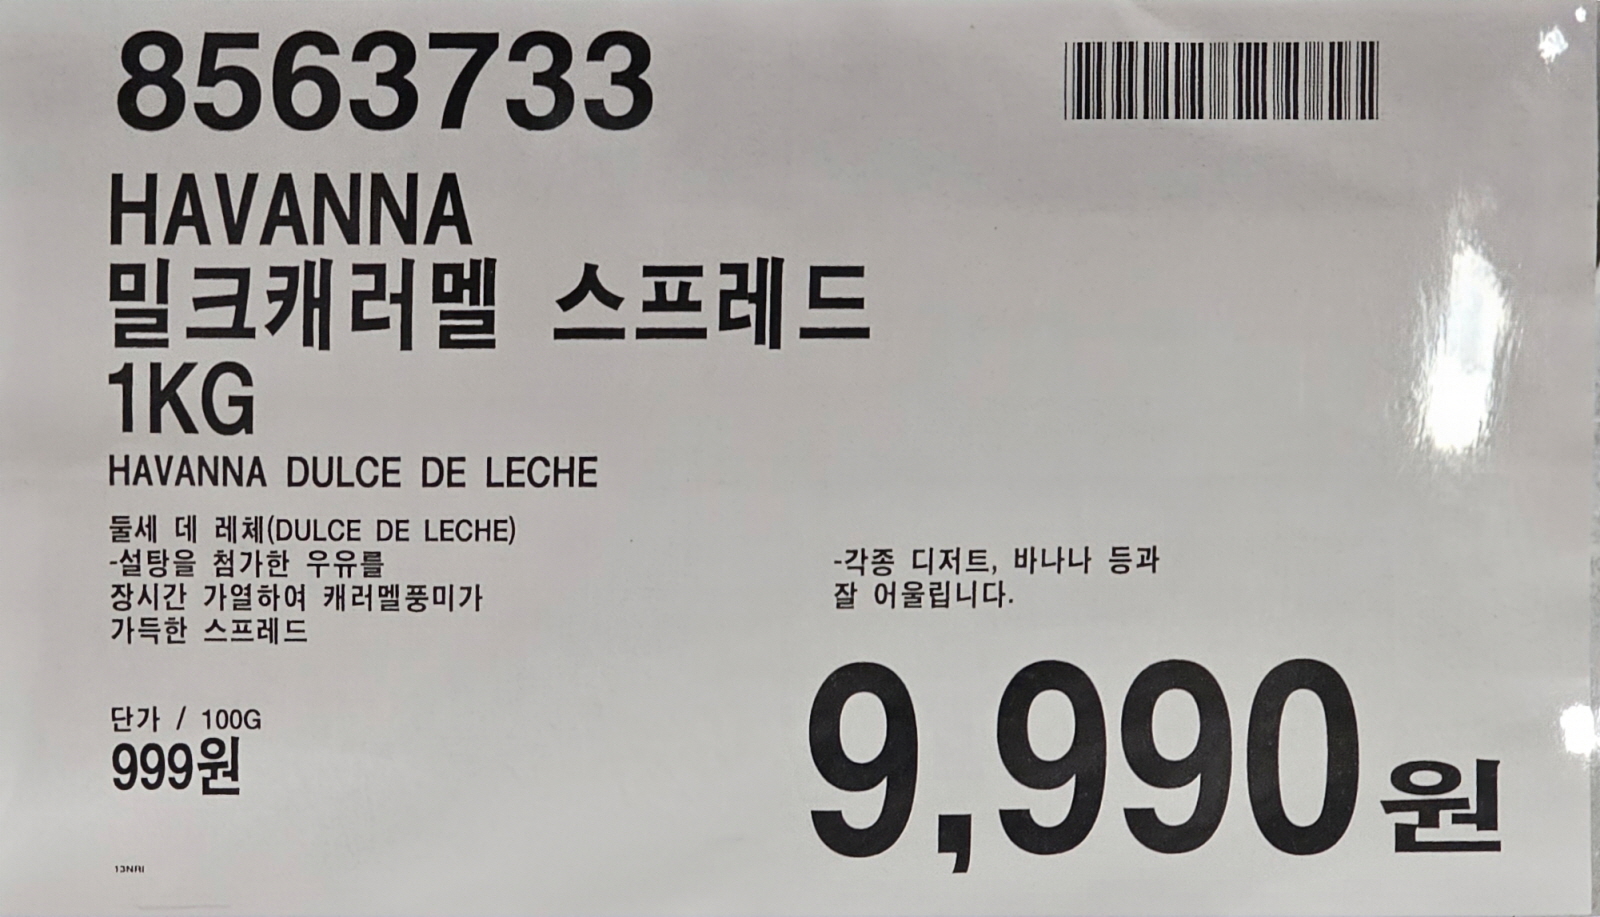 8563733
HAVANNA
밀크캐러멜 스프레드
1KG
HAVANNA DULCE DE LECHE
둘세 데 레체(DULCE DE LECHE)
-설탕을 첨가한 우유를
장시간 가열하여 캐러멜풍미가
가득한 스프레드
-각종 디저트, 바나나 등과
잘 어울립니다.
단가 / 100G
999원
9,990원